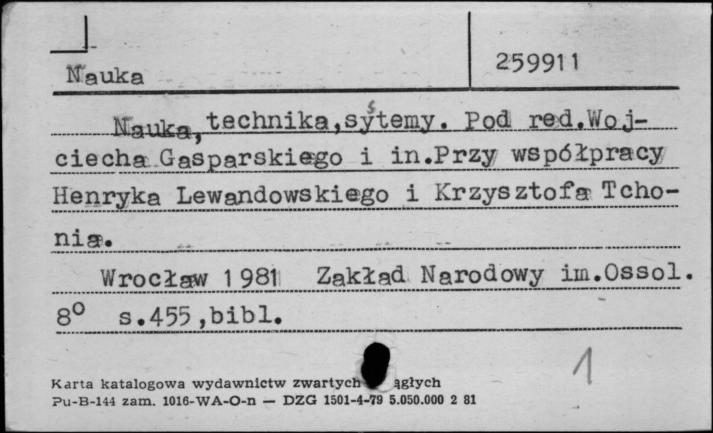 259911
Nauka
Nauka, technika, systemy. Pod red. Woj-
ciecha Gasparskiego i in. Przy współpracy
Henryka Lewandowskiego i Krzysztofa Tcho-
nia.
Wrocław 1981 Zakład Narodowy im. Ossol.
8° s.455, bibl.
1
Karta katalogowa wydawnictw zwartych ągłych
Pu-B-144 zam. 1016-WA-O-n — DZG 1501-4-79 5.050.000 2 81